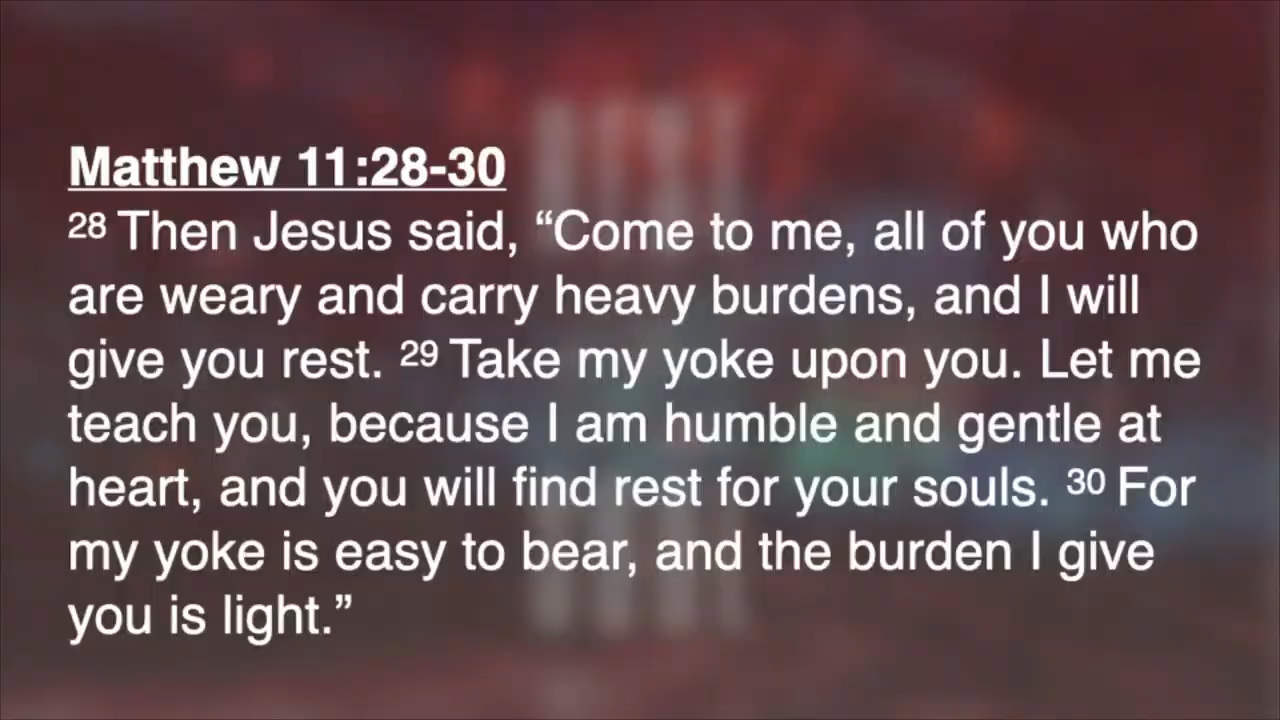 Matthew 11:28-30
28 Then Jesus said, “Come to me, all of you who
are weary and carry heavy burdens, and I will
give you rest. 29 Take my yoke upon you. Let me
teach you, because I am humble and gentle at
heart, and you will find rest for your souls. 30 For
my yoke is easy to bear, and the burden I give
you is light.”